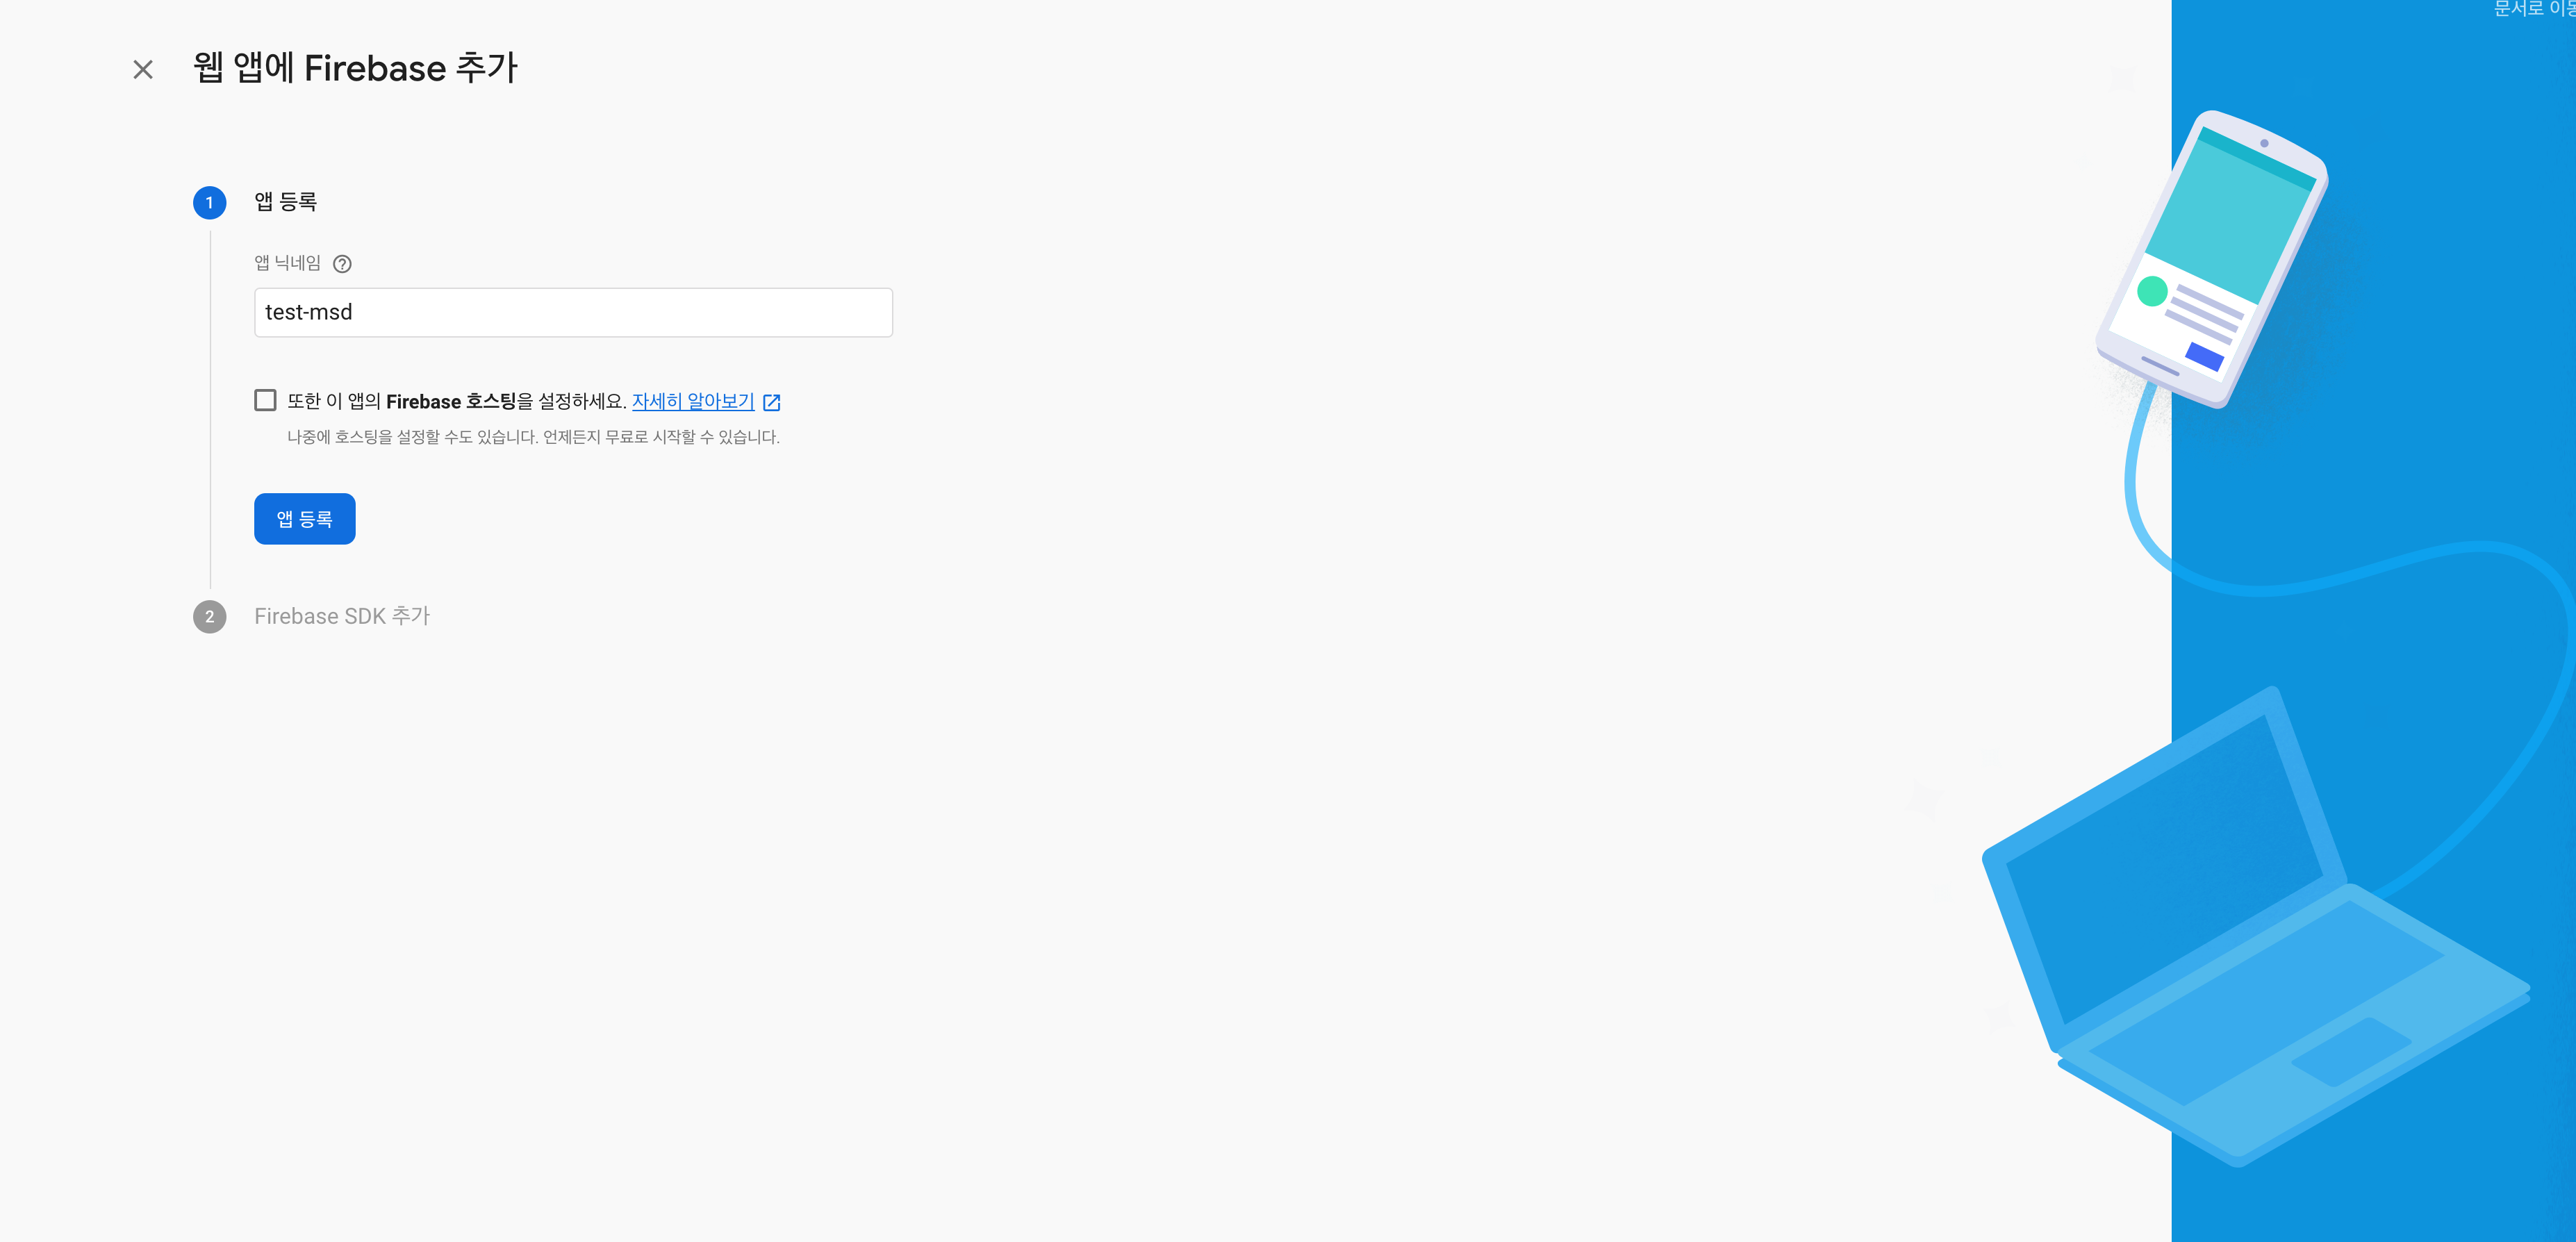 문서로 이동
웹 앱에 Firebase 추가
1 앱 등록
앱 닉네임
test-msd
또한 이 앱의 Firebase 호스팅을 설정하세요. 자세히 알아보기
나중에 호스팅을 설정할 수도 있습니다. 언제든지 무료로 시작할 수 있습니다.
앱 등록
2 Firebase SDK 추가